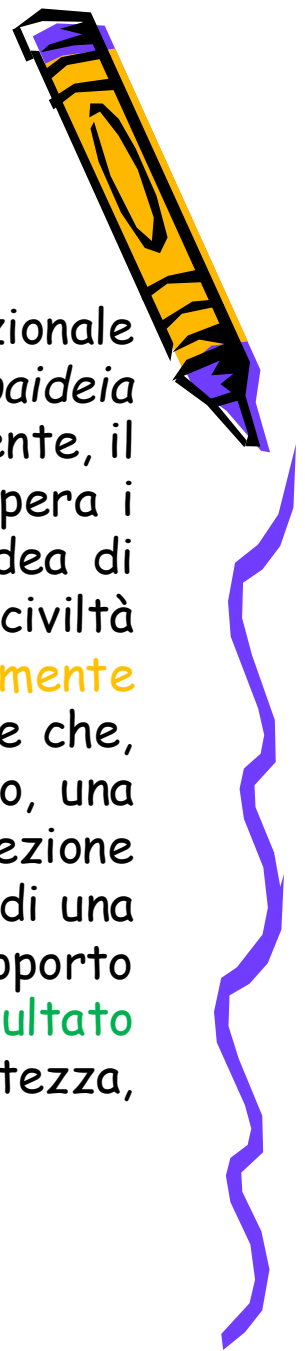 zionale
paideia
ente, il
pera i
dea di
civiltà
mente
e che,
o, una
ezione
di una
pporto
ultato
tezza,